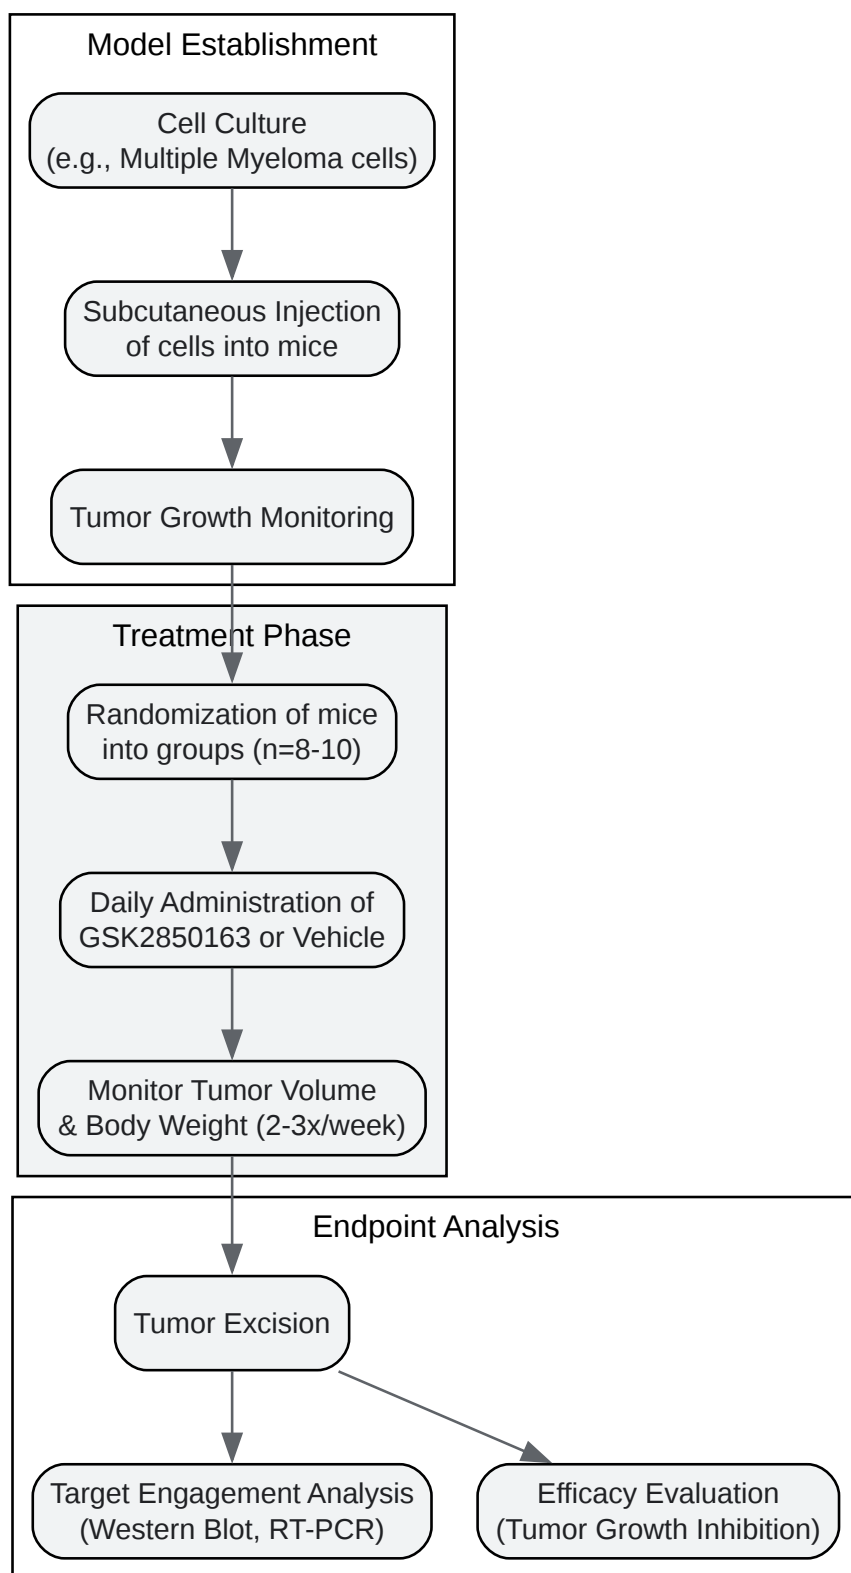 Model Establishment
Cell Culture
(e.g., Multiple Myeloma cells)
Subcutaneous Injection
of cells into mice
Tumor Growth Monitoring
Treatment Phase
Randomization of mice
into groups (n=8-10)
Daily Administration of
GSK2850163 or Vehicle
Monitor Tumor Volume
& Body Weight (2-3x/week)
Endpoint Analysis
Tumor Excision
Target Engagement Analysis
(Western Blot, RT-PCR)
Efficacy Evaluation
(Tumor Growth Inhibition)